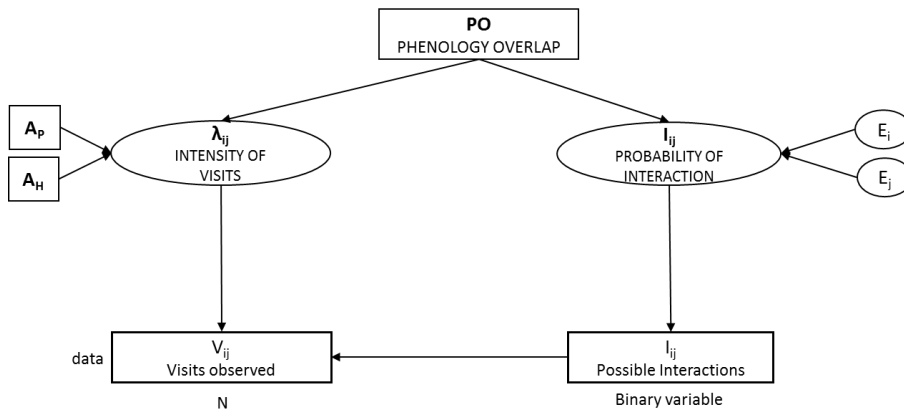 PO
PHENOLOGY OVERLAP
A_P
A_H
λ_ij
INTENSITY OF
VISITS
I_ij
PROBABILITY OF
INTERACTION
E_i
E_j
data
V_ij
Visits observed
N
I_ij
Possible Interactions
Binary variable